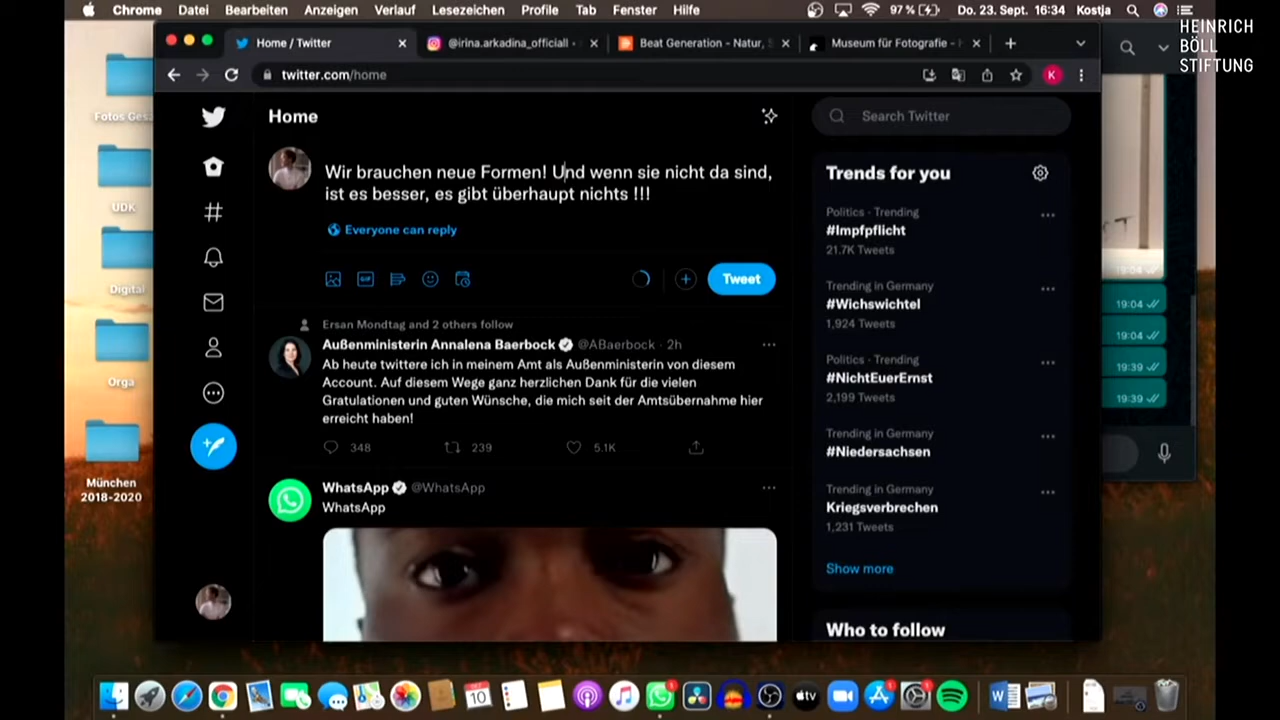 Chrome Datei Bearbeiten Anzeigen Verlauf Lesezeichen Profile Tab Fenster Hilfe 97 % Do. 23. Sept. 16:34 Kostja
HEINRICH
BÖLL
STIFTUNG
Home / Twitter
@irina.arkadina_officiall •
Beat Generation – Natur,
Museum für Fotografie –
twitter.com/home
K
Home
Search Twitter
Wir brauchen neue Formen! Und wenn sie nicht da sind,
ist es besser, es gibt überhaupt nichts !!!
Everyone can reply
GIF
Tweet
Ersan Mondtag and 2 others follow
Außenministerin Annalena Baerbock @ABaerbock · 2h
Ab heute twittere ich in meinem Amt als Außenministerin von diesem
Account. Auf diesem Wege ganz herzlichen Dank für die vielen
Gratulationen und guten Wünsche, die mich seit der Amtsübernahme hier
erreicht haben!
348 239 5.1K
WhatsApp @WhatsApp
WhatsApp
Trends for you
Politics · Trending
#Impfpflicht
21.7K Tweets
Trending in Germany
#Wichswichtel
1,924 Tweets
Politics · Trending
#NichtEuerErnst
2,199 Tweets
Trending in Germany
#Niedersachsen
Trending in Germany
Kriegsverbrechen
1,231 Tweets
Show more
Who to follow
Fotos
UDK
Digital
Orga
München
2018-2020
19:04
19:04
19:04
19:39
19:39
10
tv